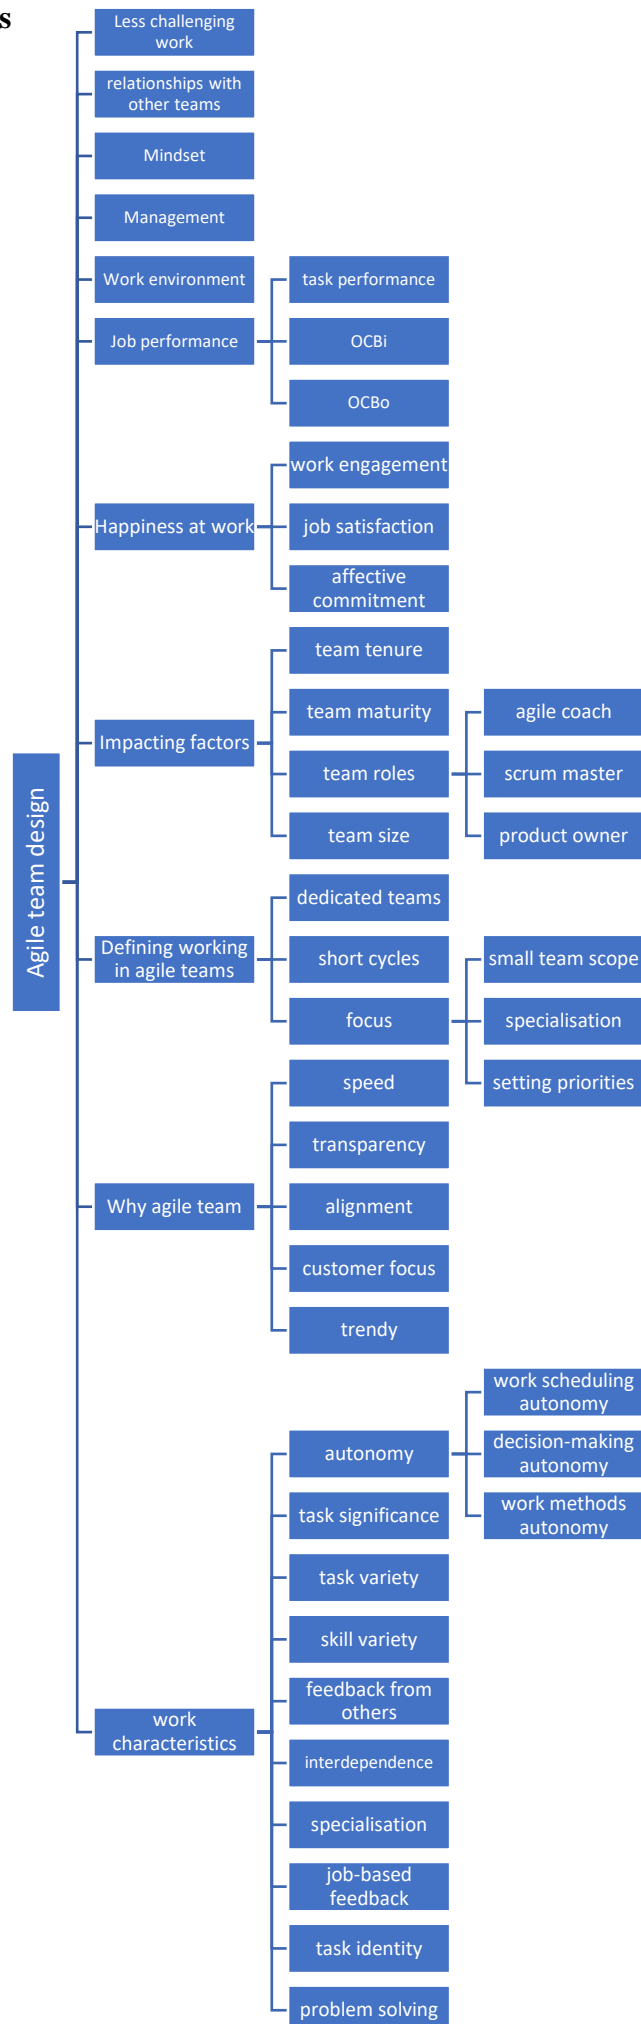 s
Less challenging
work
relationships with
other teams
Mindset
Management
Work environment
Job performance
task performance
OCBi
OCBo
Happiness at work
work engagement
job satisfaction
affective
commitment
Impacting factors
team tenure
team maturity
team roles
agile coach
scrum master
product owner
team size
Agile team design
Defining working
in agile teams
dedicated teams
short cycles
focus
small team scope
specialisation
setting priorities
Why agile team
speed
transparency
alignment
customer focus
trendy
work
characteristics
autonomy
work scheduling
autonomy
decision-making
autonomy
work methods
autonomy
task significance
task variety
skill variety
feedback from
others
interdependence
specialisation
job-based
feedback
task identity
problem solving